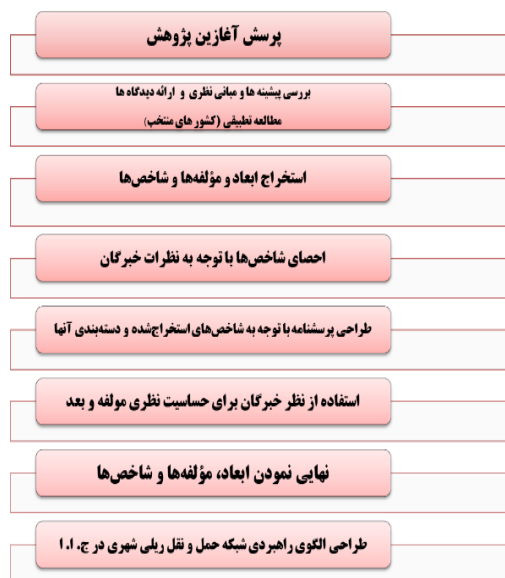 پرسش آغازین پژوهش
بررسی پیشینه ها و مبانی نظری و ارائه دیدگاه ها
مطالعه تطبیقی (کشور های منتخب)
استخراج ابعاد و مؤلفه‌ها و شاخص‌ها
احصای شاخص‌ها با توجه به نظرات خبرگان
طراحی پرسشنامه با توجه به شاخص‌های استخراج‌شده و دسته‌بندی آنها
استفاده از نظر خبرگان برای حساسیت نظری مولفه و بعد
نهایی نمودن ابعاد، مؤلفه‌ها و شاخص‌ها
طراحی الگوی راهبردی شبکه حمل و نقل ریلی شهری در ج. ا. ا